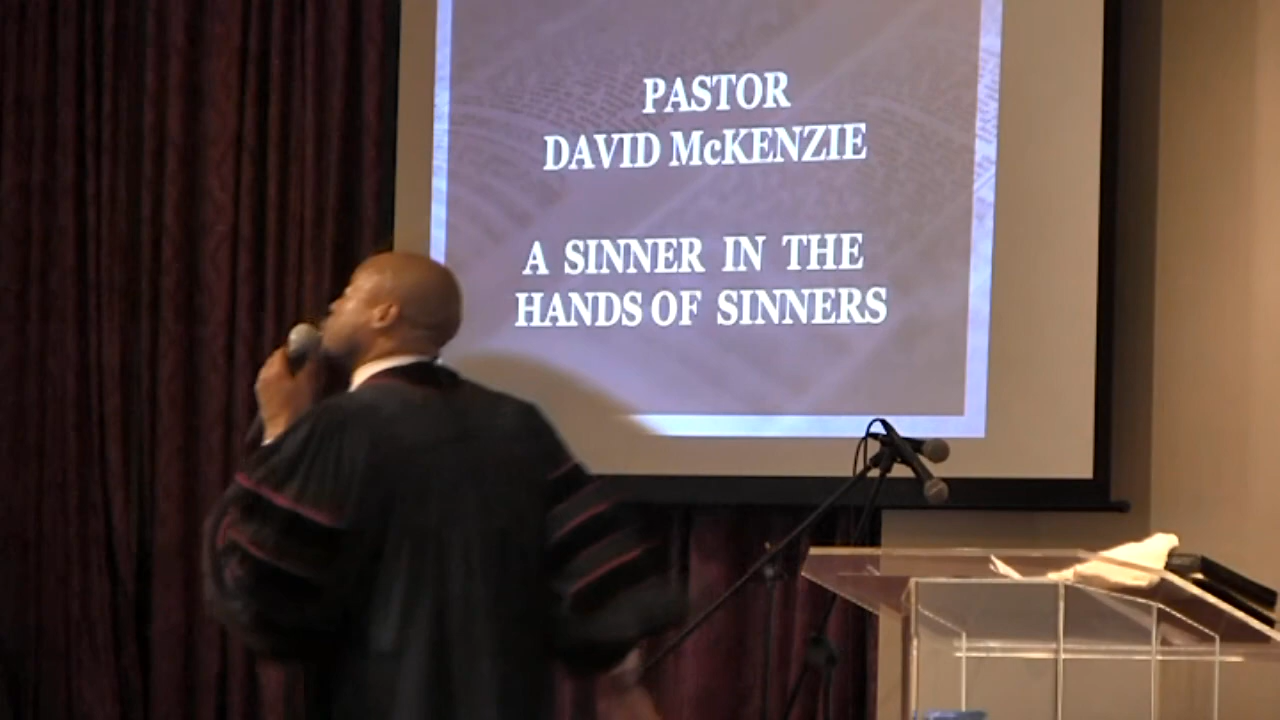 PASTOR
DAVID McKENZIE
A SINNER IN THE
HANDS OF SINNERS